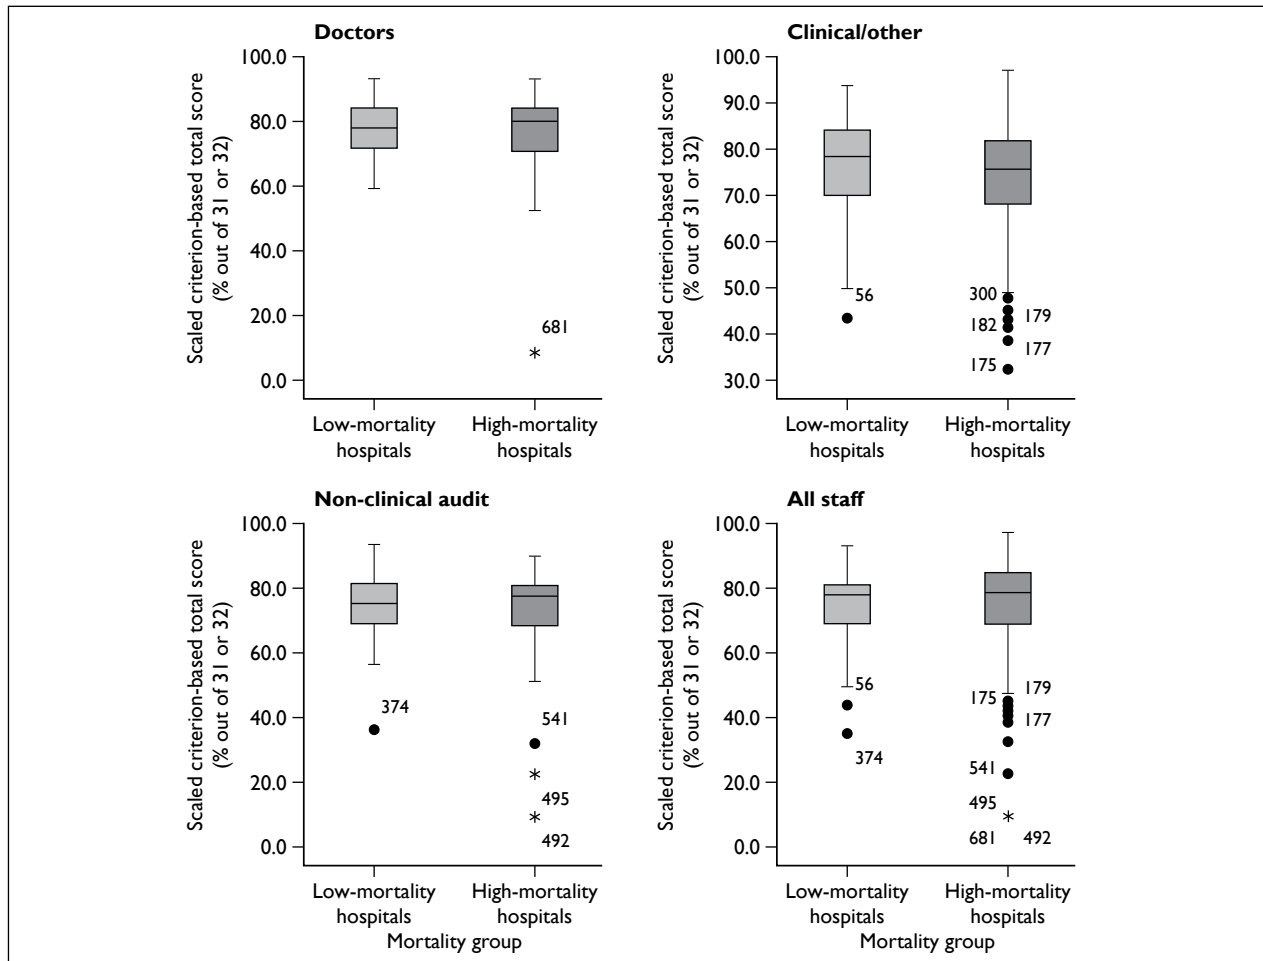 Doctors
Scaled criterion-based total score
(% out of 31 or 32)
100.0
80.0
60.0
40.0
20.0
0.0
681
Low-mortality
hospitals
High-mortality
hospitals
Clinical/other
Scaled criterion-based total score
(% out of 31 or 32)
100.0
90.0
80.0
70.0
60.0
50.0
40.0
30.0
56
300
179
182
177
175
Low-mortality
hospitals
High-mortality
hospitals
Non-clinical audit
Scaled criterion-based total score
(% out of 31 or 32)
100.0
80.0
60.0
40.0
20.0
0.0
374
541
495
492
Low-mortality
hospitals
High-mortality
hospitals
Mortality group
All staff
Scaled criterion-based total score
(% out of 31 or 32)
100.0
80.0
60.0
40.0
20.0
0.0
56
374
179
175
177
541
495
681
492
Low-mortality
hospitals
High-mortality
hospitals
Mortality group